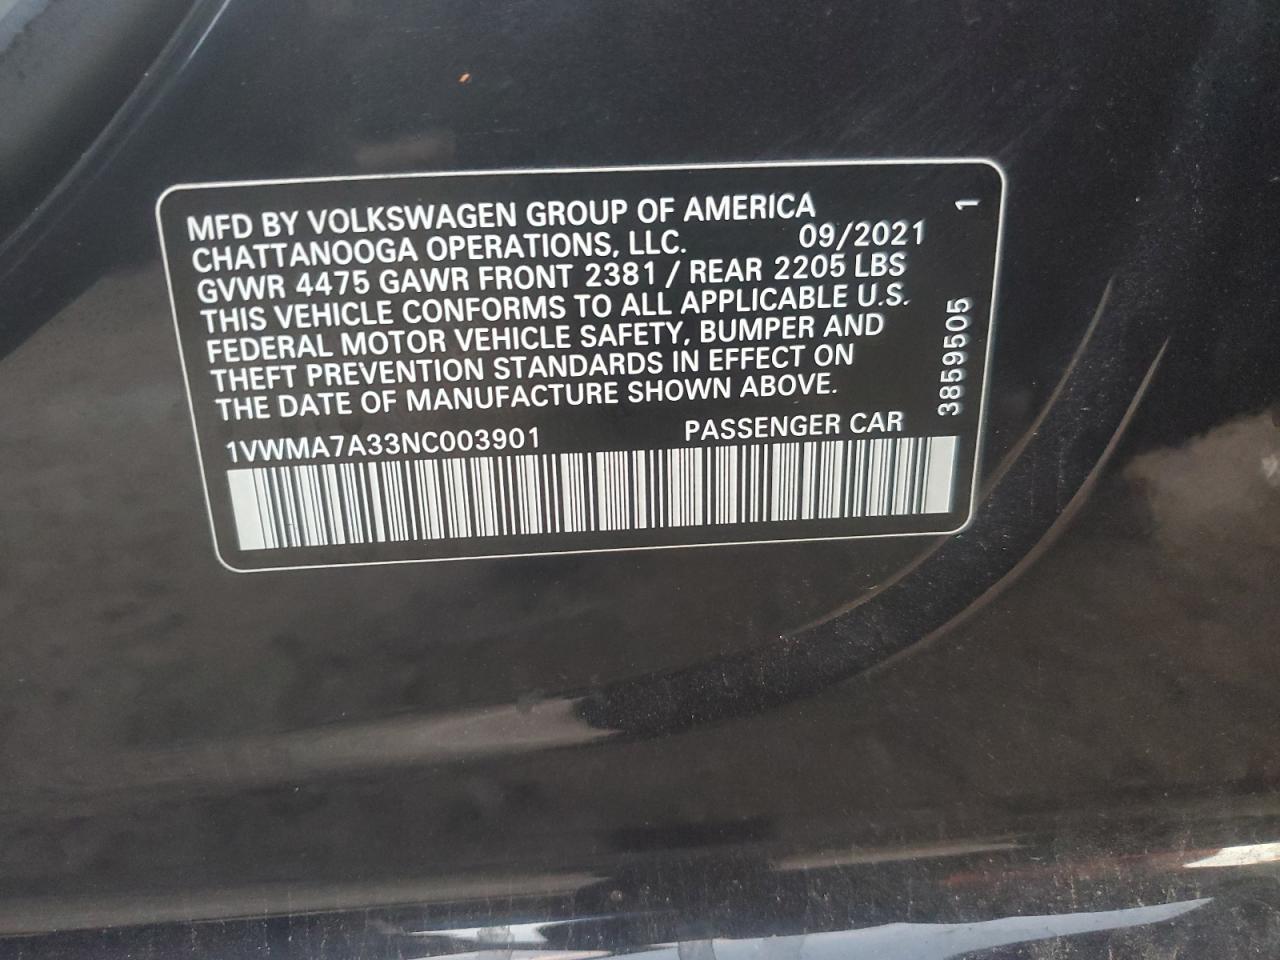 MFD BY VOLKSWAGEN GROUP OF AMERICA
CHATTANOOGA OPERATIONS, LLC. 09/2021
GVWR 4475 GAWR FRONT 2381 / REAR 2205 LBS
THIS VEHICLE CONFORMS TO ALL APPLICABLE U.S.
FEDERAL MOTOR VEHICLE SAFETY, BUMPER AND
THEFT PREVENTION STANDARDS IN EFFECT ON
THE DATE OF MANUFACTURE SHOWN ABOVE.
1VWMA7A33NC003901 PASSENGER CAR
3859505
1